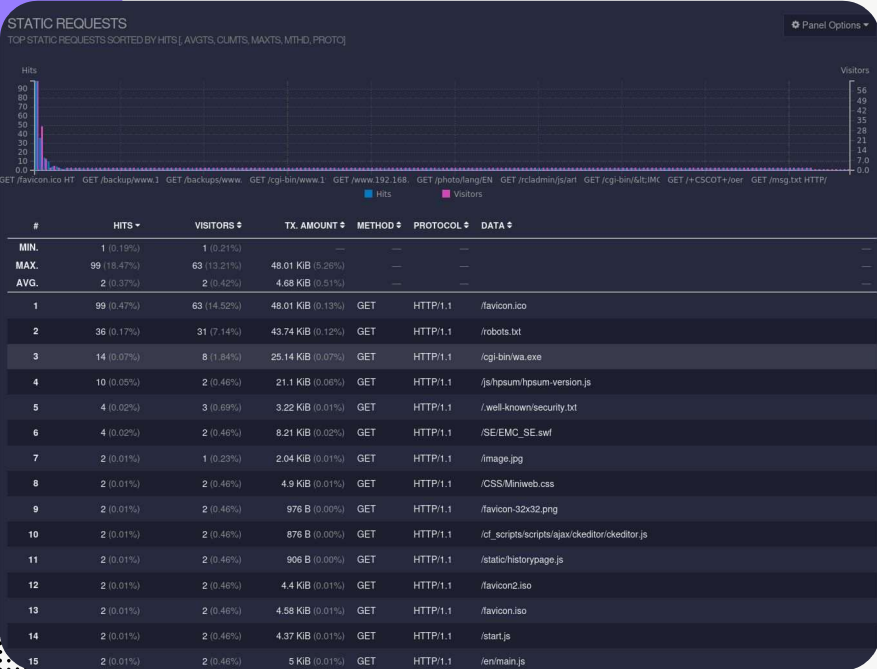 STATIC REQUESTS
TOP STATIC REQUESTS SORTED BY HITS [, AVGTS, CUMTS, MAXTS, MTHD, PROTO]
Panel Options
Hits Visitors
90 56
80 49
70 42
60 35
50 28
40 21
30 14
20 7.0
10 0.0
0.0
GET /favicon.ico HT GET /backup/www.1 GET /backups/www. GET /cgi-bin/www.1 GET /www.192.168. GET /photo/lang/EN GET /rcladmin/js/art GET /cgi-bin/&lt;IM( GET /+CSCOT+/oer GET /msg.txt HTTP/
Hits Visitors
# HITS VISITORS TX. AMOUNT METHOD PROTOCOL DATA
MIN. 1 (0.19%) 1 (0.21%) — — — —
MAX. 99 (18.47%) 63 (13.21%) 48.01 KiB (5.26%) — — —
AVG. 2 (0.37%) 2 (0.42%) 4.68 KiB (0.51%) — — —
1 99 (0.47%) 63 (14.52%) 48.01 KiB (0.13%) GET HTTP/1.1 /favicon.ico
2 36 (0.17%) 31 (7.14%) 43.74 KiB (0.12%) GET HTTP/1.1 /robots.txt
3 14 (0.07%) 8 (1.84%) 25.14 KiB (0.07%) GET HTTP/1.1 /cgi-bin/wa.exe
4 10 (0.05%) 2 (0.46%) 21.1 KiB (0.06%) GET HTTP/1.1 /js/hpsum/hpsum-version.js
5 4 (0.02%) 3 (0.69%) 3.22 KiB (0.01%) GET HTTP/1.1 /.well-known/security.txt
6 4 (0.02%) 2 (0.46%) 8.21 KiB (0.02%) GET HTTP/1.1 /SE/EMC_SE.swf
7 2 (0.01%) 1 (0.23%) 2.04 KiB (0.01%) GET HTTP/1.1 /image.jpg
8 2 (0.01%) 2 (0.46%) 4.9 KiB (0.01%) GET HTTP/1.1 /CSS/Miniweb.css
9 2 (0.01%) 2 (0.46%) 976 B (0.00%) GET HTTP/1.1 /favicon-32x32.png
10 2 (0.01%) 2 (0.46%) 876 B (0.00%) GET HTTP/1.1 /cf_scripts/scripts/ajax/ckeditor/ckeditor.js
11 2 (0.01%) 2 (0.46%) 906 B (0.00%) GET HTTP/1.1 /static/historypage.js
12 2 (0.01%) 2 (0.46%) 4.4 KiB (0.01%) GET HTTP/1.1 /favicon2.iso
13 2 (0.01%) 2 (0.46%) 4.58 KiB (0.01%) GET HTTP/1.1 /favicon.iso
14 2 (0.01%) 2 (0.46%) 4.37 KiB (0.01%) GET HTTP/1.1 /start.js
15 2 (0.01%) 2 (0.46%) 5 KiB (0.01%) GET HTTP/1.1 /en/main.js